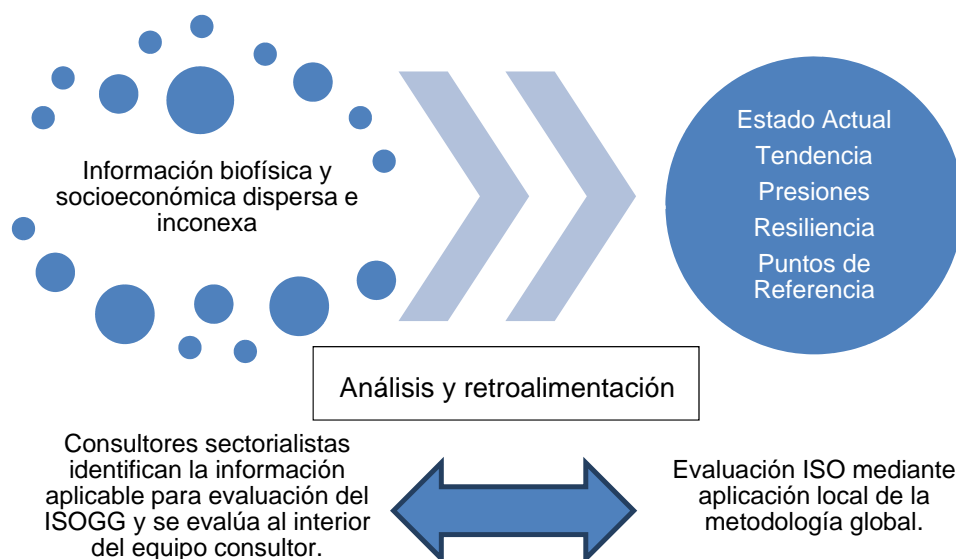 Información biofísica y
socioeconómica dispersa e
inconexa
Estado Actual
Tendencia
Presiones
Resiliencia
Puntos de
Referencia
Análisis y retroalimentación
Consultores sectorialistas
identifican la información
aplicable para evaluación del
ISOGG y se evalúa al interior
del equipo consultor.
Evaluación ISO mediante
aplicación local de la
metodología global.